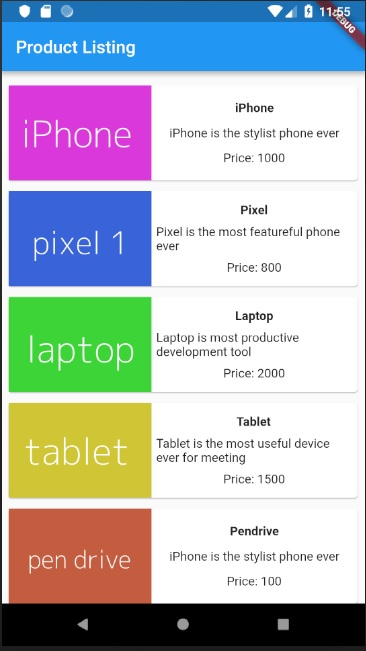 11:55
DEBUG
Product Listing
iPhone
iPhone
iPhone is the stylist phone ever
Price: 1000
pixel 1
Pixel
Pixel is the most featureful phone
ever
Price: 800
laptop
Laptop
Laptop is most productive
development tool
Price: 2000
tablet
Tablet
Tablet is the most useful device
ever for meeting
Price: 1500
pen drive
Pendrive
iPhone is the stylist phone ever
Price: 100